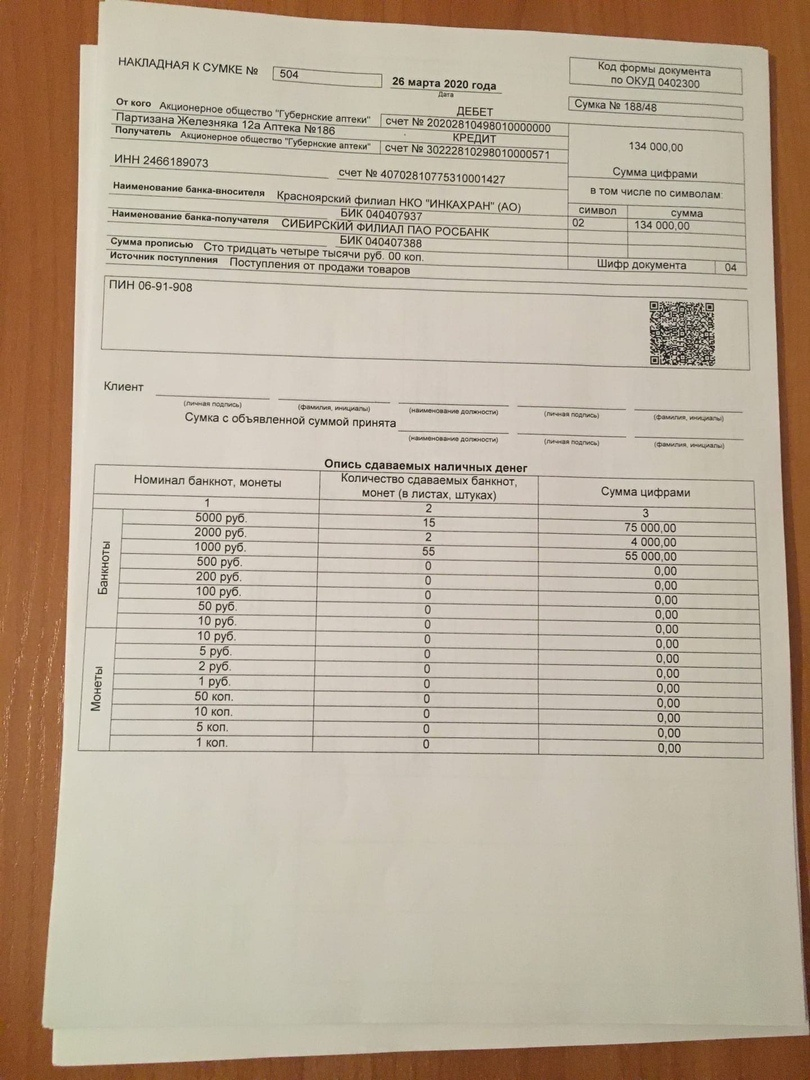 НАКЛАДНАЯ К СУМКЕ № 504
26 марта 2020 года
Дата
Код формы документа
по ОКУД 0402300
Сумка № 188/48
От кого Акционерное общество "Губернские аптеки"
Партизана Железняка 12а Аптека №186
ДЕБЕТ
счет № 20202810498010000000
134 000,00
Получатель Акционерное общество "Губернские аптеки"
КРЕДИТ
счет № 30222810298010000571
Сумма цифрами
ИНН 2466189073
счет № 40702810775310001427
в том числе по символам:
символ сумма
02 134 000,00
Наименование банка-вносителя Красноярский филиал НКО "ИНКАХРАН" (АО)
БИК 040407937
Наименование банка-получателя СИБИРСКИЙ ФИЛИАЛ ПАО РОСБАНК
БИК 040407388
Сумма прописью Сто тридцать четыре тысячи руб. 00 коп.
Источник поступления Поступления от продажи товаров
Шифр документа 04
ПИН 06-91-908
Клиент
(личная подпись) (фамилия, инициалы) (наименование должности) (личная подпись) (фамилия, инициалы)
Сумка с объявленной суммой принята
(наименование должности) (личная подпись) (фамилия, инициалы)
Опись сдаваемых наличных денег
Номинал банкнот, монеты Количество сдаваемых банкнот, монет (в листах, штуках) Сумма цифрами
1 2 3
Банкноты
5000 руб. 15 75 000,00
2000 руб. 2 4 000,00
1000 руб. 55 55 000,00
500 руб. 0 0,00
200 руб. 0 0,00
100 руб. 0 0,00
50 руб. 0 0,00
10 руб. 0 0,00
Монеты
10 руб. 0 0,00
5 руб. 0 0,00
2 руб. 0 0,00
1 руб. 0 0,00
50 коп. 0 0,00
10 коп. 0 0,00
5 коп. 0 0,00
1 коп. 0 0,00